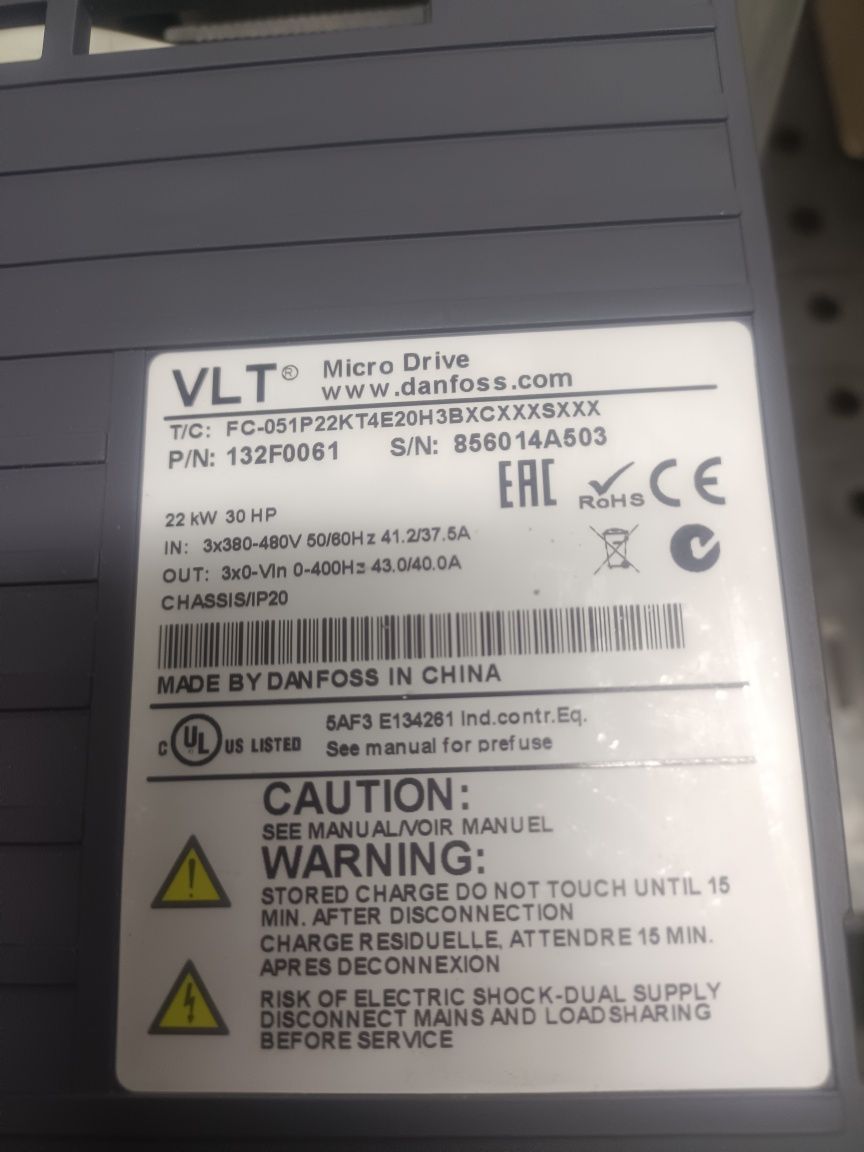 VLT® Micro Drive
www.danfoss.com
T/C: FC-051P22KT4E20H3BXCXXXSXXX
P/N: 132F0061 S/N: 856014A503
EAC RoHS CE
22 kW 30 HP
IN: 3x380-480V 50/60Hz 41.2/37.5A
OUT: 3x0-VIn 0-400Hz 43.0/40.0A
CHASSIS/IP20
MADE BY DANFOSS IN CHINA
C UL US LISTED
5AF3 E134261 Ind.contr.Eq.
See manual for prefuse
CAUTION:
SEE MANUAL/VOIR MANUEL
WARNING:
STORED CHARGE DO NOT TOUCH UNTIL 15
MIN. AFTER DISCONNECTION
CHARGE RESIDUELLE, ATTENDRE 15 MIN.
APRES DECONNEXION
RISK OF ELECTRIC SHOCK-DUAL SUPPLY
DISCONNECT MAINS AND LOADSHARING
BEFORE SERVICE